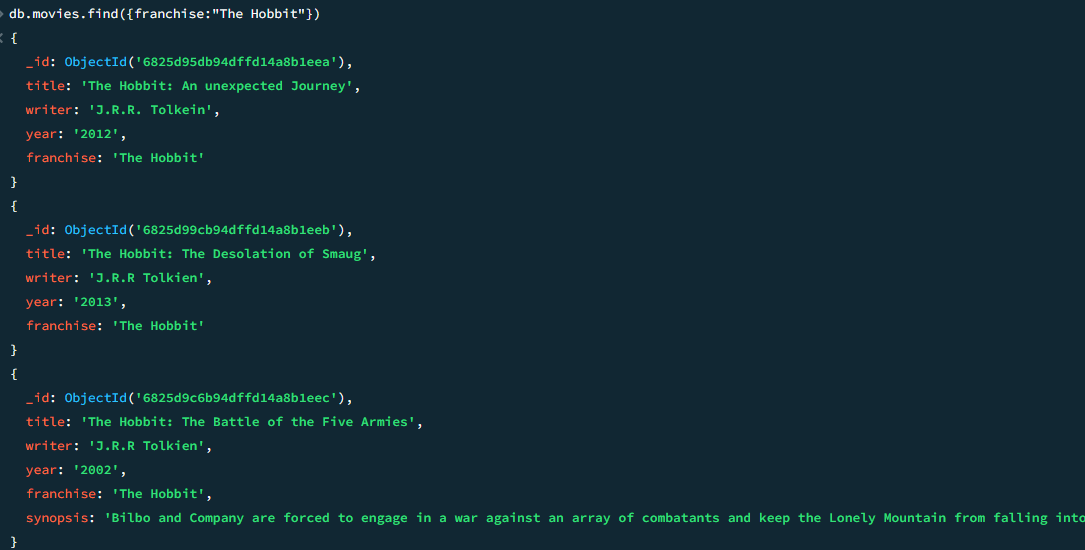 db.movies.find({franchise:"The Hobbit"})
{
_id: ObjectId('6825d95db94dffd14a8b1eea'),
title: 'The Hobbit: An unexpected Journey',
writer: 'J.R.R. Tolkein',
year: '2012',
franchise: 'The Hobbit'
}
{
_id: ObjectId('6825d99cb94dffd14a8b1eeb'),
title: 'The Hobbit: The Desolation of Smaug',
writer: 'J.R.R Tolkien',
year: '2013',
franchise: 'The Hobbit'
}
{
_id: ObjectId('6825d9c6b94dffd14a8b1eec'),
title: 'The Hobbit: The Battle of the Five Armies',
writer: 'J.R.R Tolkien',
year: '2002',
franchise: 'The Hobbit',
synopsis: 'Bilbo and Company are forced to engage in a war against an array of combatants and keep the Lonely Mountain from falling into
}